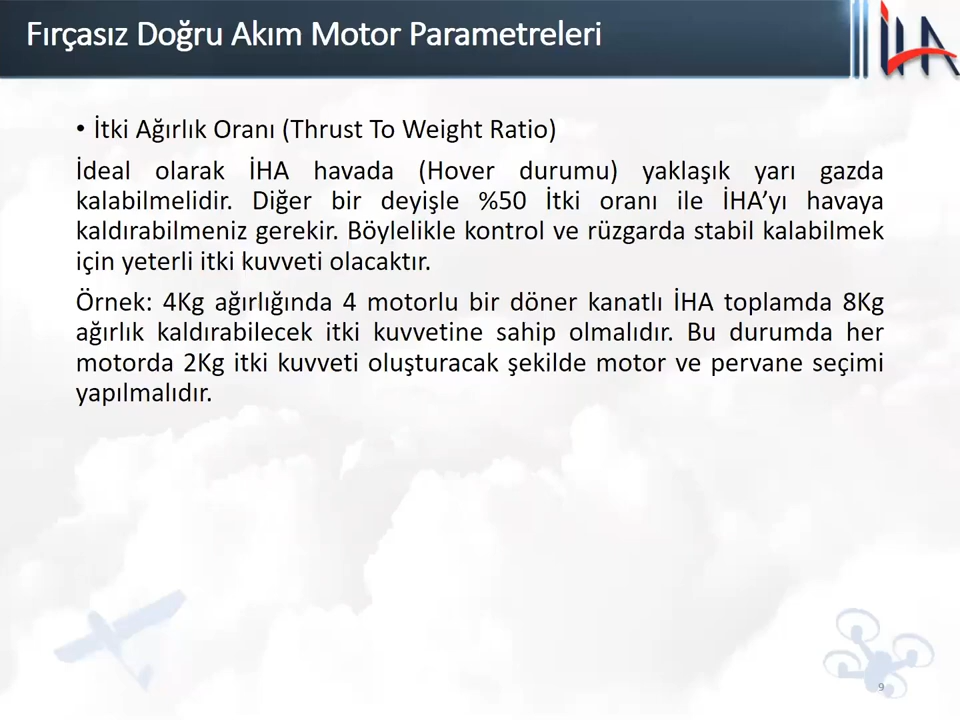 Fırçasız Doğru Akım Motor Parametreleri
İHA
• İtki Ağırlık Oranı (Thrust To Weight Ratio)
İdeal olarak İHA havada (Hover durumu) yaklaşık yarı gazda
kalabilmelidir. Diğer bir deyişle %50 İtki oranı ile İHA’yı havaya
kaldırabilmeniz gerekir. Böylelikle kontrol ve rüzgarda stabil kalabilmek
için yeterli itki kuvveti olacaktır.
Örnek: 4Kg ağırlığında 4 motorlu bir döner kanatlı İHA toplamda 8Kg
ağırlık kaldırabilecek itki kuvvetine sahip olmalıdır. Bu durumda her
motorda 2Kg itki kuvveti oluşturacak şekilde motor ve pervane seçimi
yapılmalıdır.
9